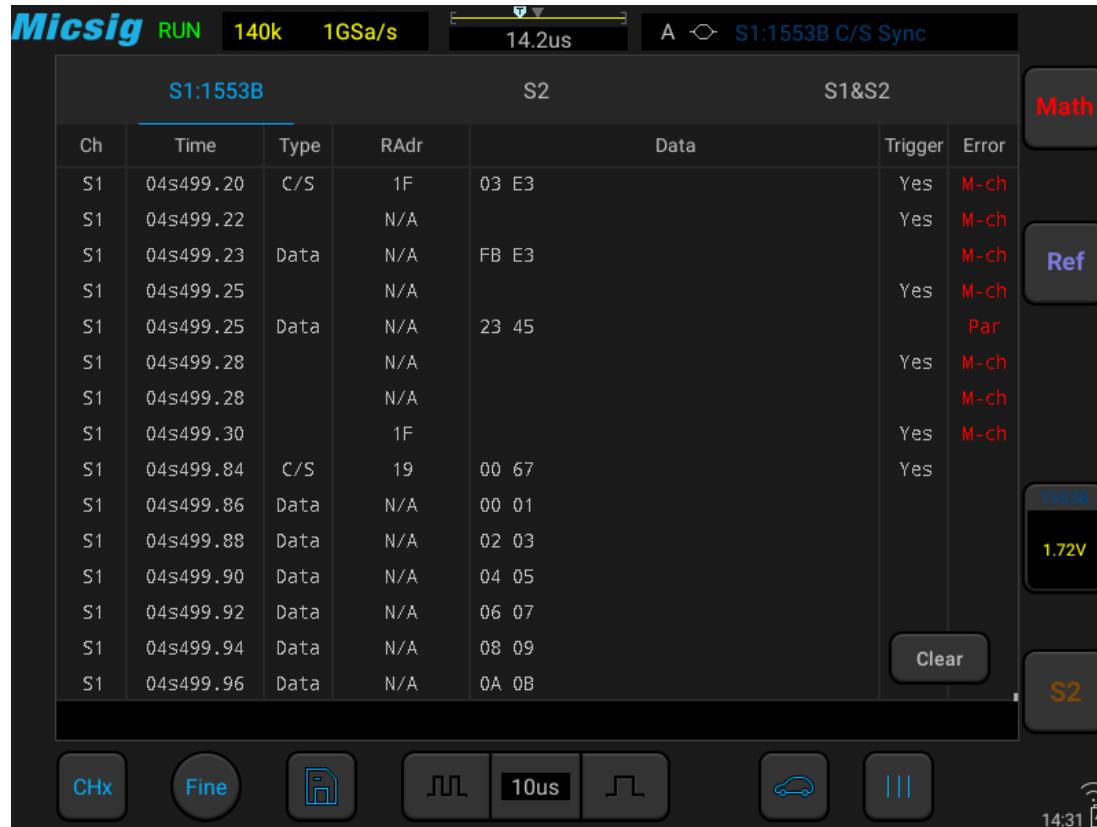 Micsig RUN 140k 1GSa/s 14.2us A S1:1553B C/S Sync
S1:1553B S2 S1&S2
Ch Time Type RAdr Data Trigger Error
S1 04s499.20 C/S 1F 03 E3 Yes M-ch
S1 04s499.22 N/A Yes M-ch
S1 04s499.23 Data N/A FB E3 M-ch
S1 04s499.25 N/A Yes M-ch
S1 04s499.25 Data N/A 23 45 Par
S1 04s499.28 N/A Yes M-ch
S1 04s499.28 N/A M-ch
S1 04s499.30 1F Yes M-ch
S1 04s499.84 C/S 19 00 67 Yes
S1 04s499.86 Data N/A 00 01
S1 04s499.88 Data N/A 02 03
S1 04s499.90 Data N/A 04 05
S1 04s499.92 Data N/A 06 07
S1 04s499.94 Data N/A 08 09
S1 04s499.96 Data N/A 0A 0B
Clear
Math
Ref
1553B
1.72V
S2
CHx Fine 10us
14:31